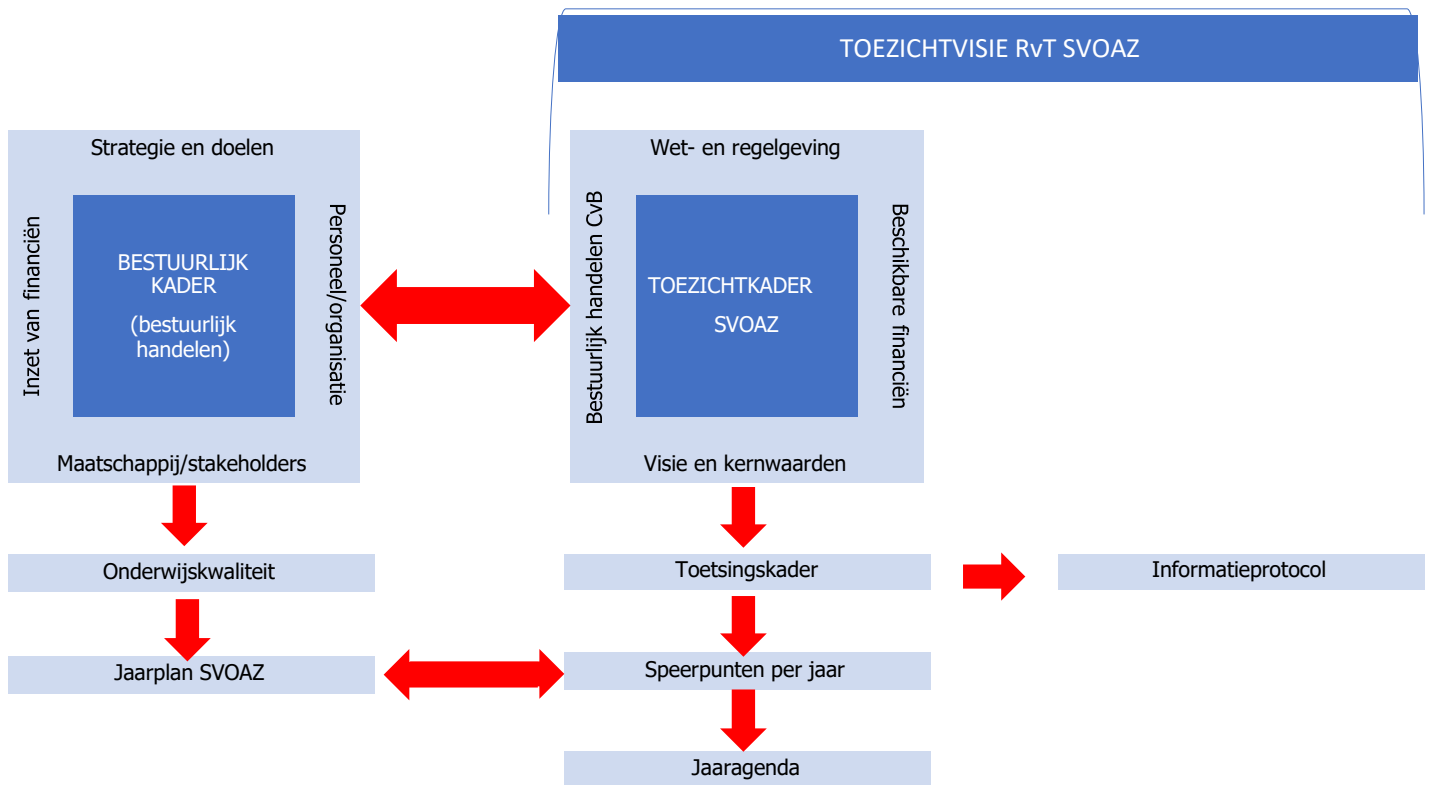 TOEZICHTVISIE RvT SVOAZ
Strategie en doelen
Inzet van financiën
BESTUURLIJK
KADER
(bestuurlijk
handelen)
Personeel/organisatie
Maatschappij/stakeholders
Wet- en regelgeving
Bestuurlijk handelen CvB
TOEZICHTKADER
SVOAZ
Beschikbare financiën
Visie en kernwaarden
Onderwijskwaliteit
Toetsingskader
Informatieprotocol
Jaarplan SVOAZ
Speerpunten per jaar
Jaaragenda